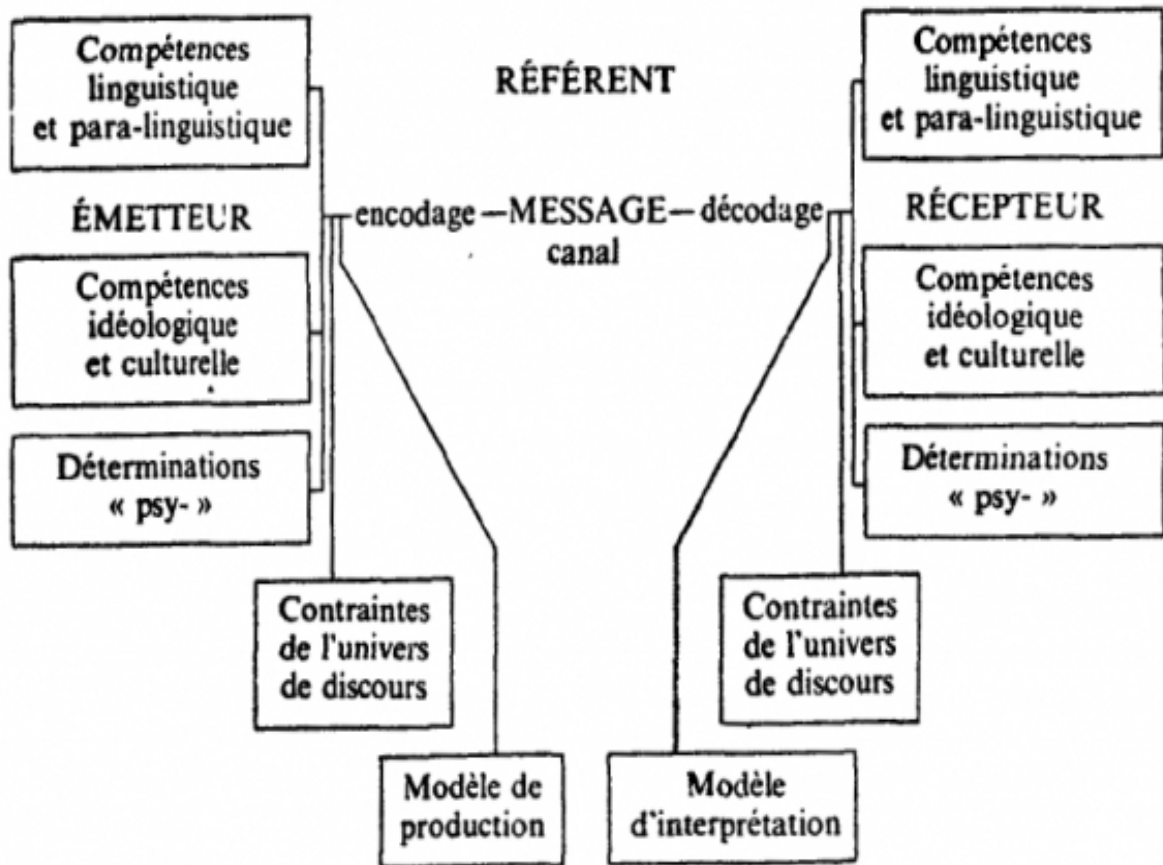 Compétences
linguistique
et para-linguistique
RÉFÉRENT
Compétences
linguistique
et para-linguistique
ÉMETTEUR
encodage — MESSAGE — décodage
canal
RÉCEPTEUR
Compétences
idéologique
et culturelle
Compétences
idéologique
et culturelle
Déterminations
« psy- »
Déterminations
« psy- »
Contraintes
de l'univers
de discours
Contraintes
de l'univers
de discours
Modèle de
production
Modèle
d'interprétation